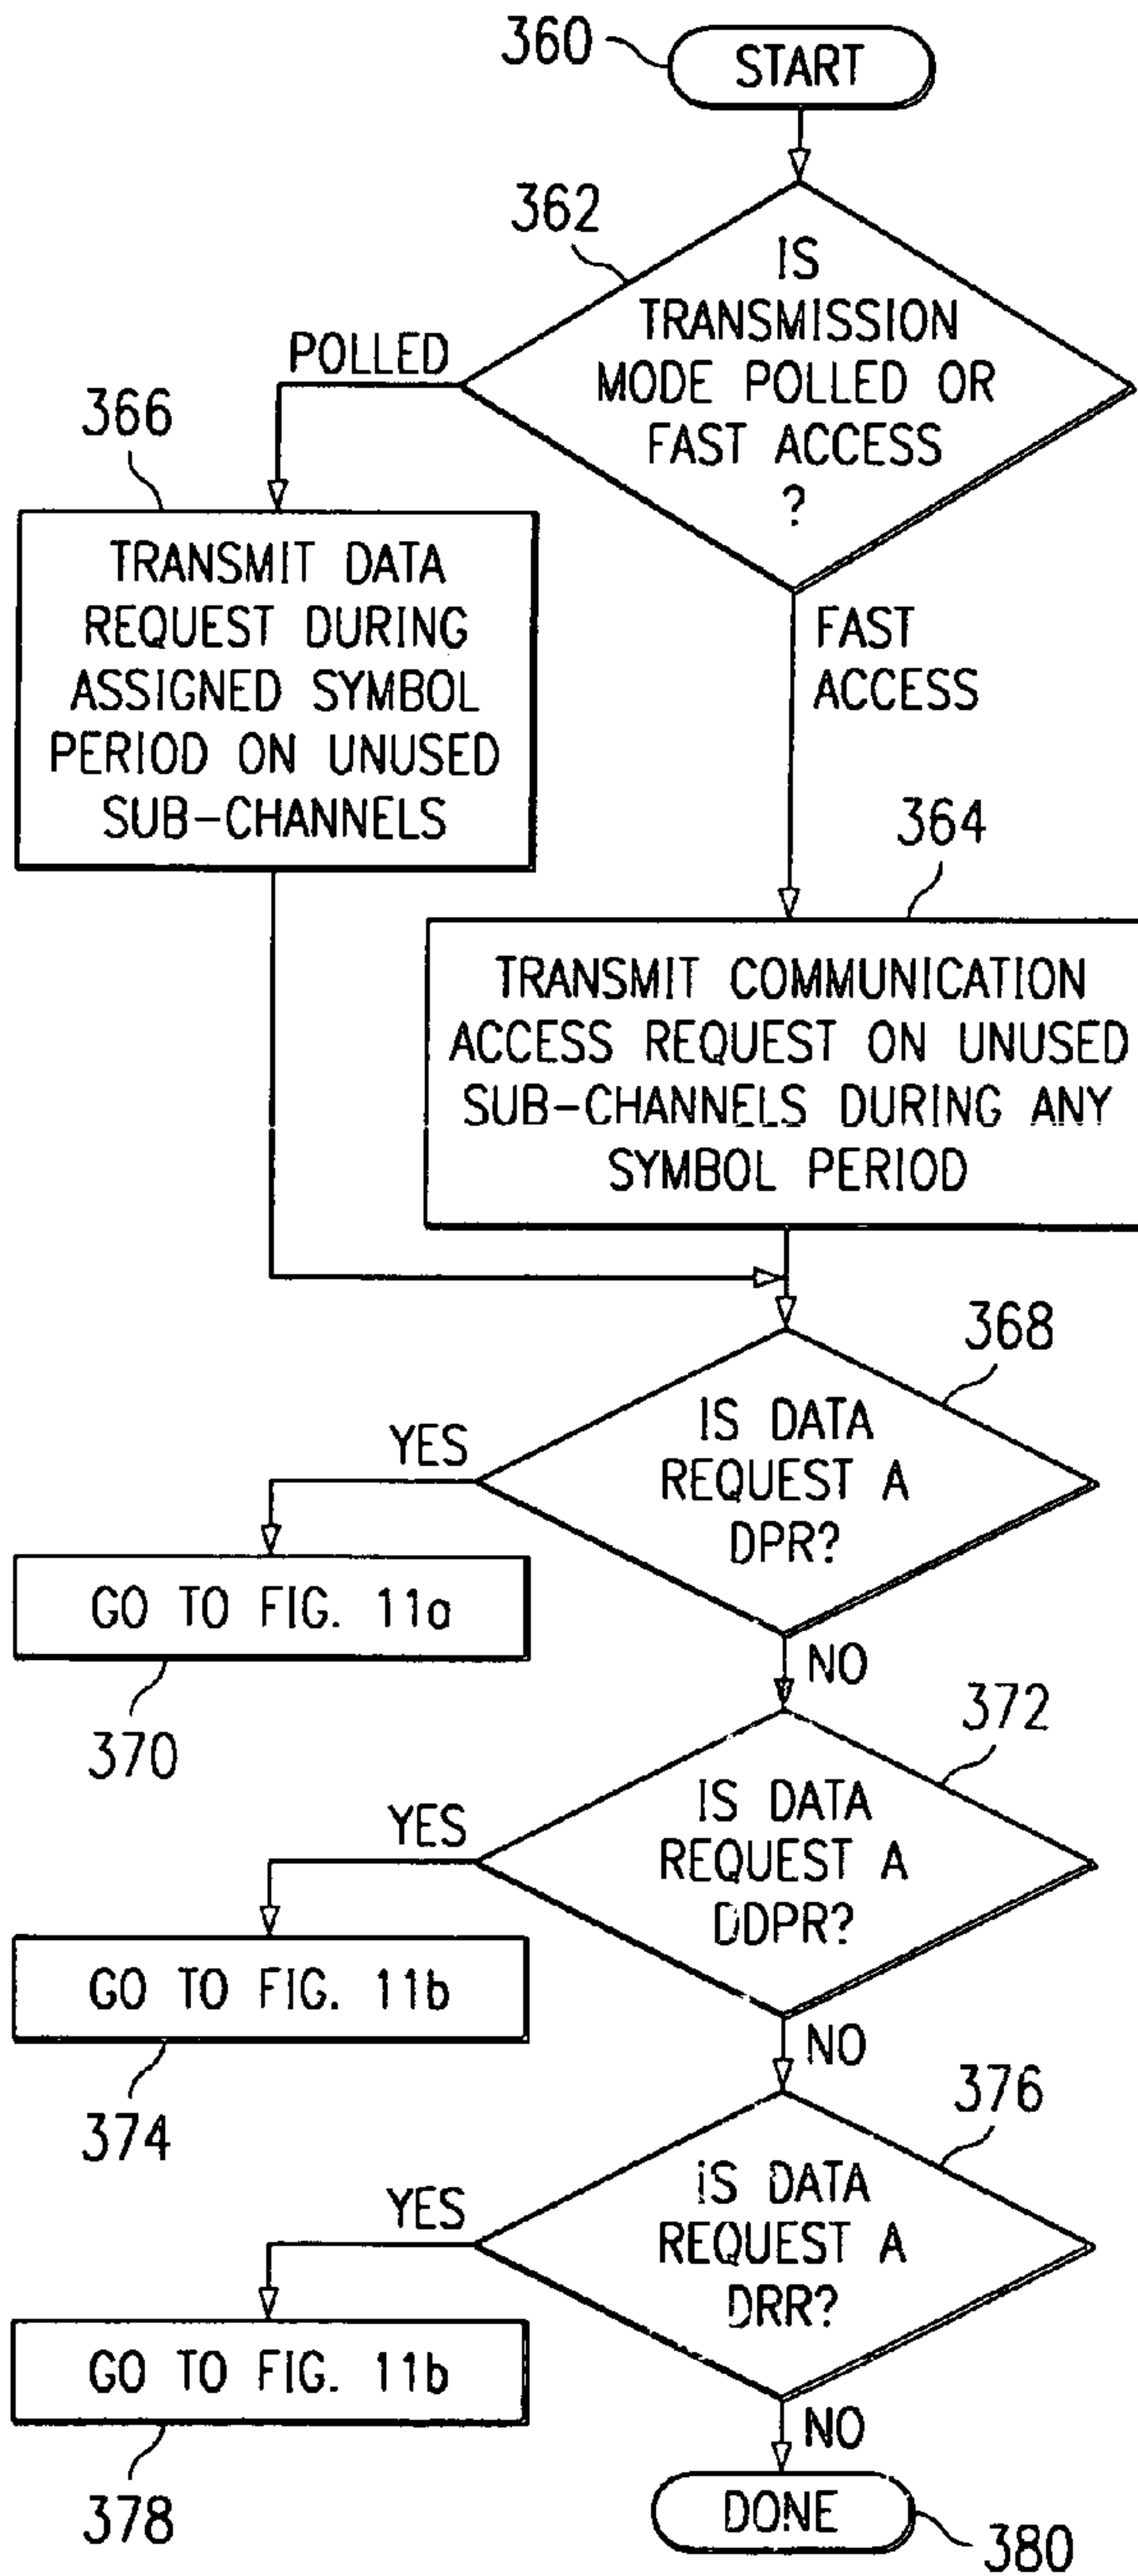 360
START
362
IS
TRANSMISSION
MODE POLLED OR
FAST ACCESS
?
POLLED
366
TRANSMIT DATA
REQUEST DURING
ASSIGNED SYMBOL
PERIOD ON UNUSED
SUB-CHANNELS
FAST
ACCESS
364
TRANSMIT COMMUNICATION
ACCESS REQUEST ON UNUSED
SUB-CHANNELS DURING ANY
SYMBOL PERIOD
368
IS DATA
REQUEST A
DPR?
YES
GO TO FIG. 11a
370
NO
372
IS DATA
REQUEST A
DDPR?
YES
GO TO FIG. 11b
374
NO
376
IS DATA
REQUEST A
DRR?
YES
GO TO FIG. 11b
378
NO
DONE
380